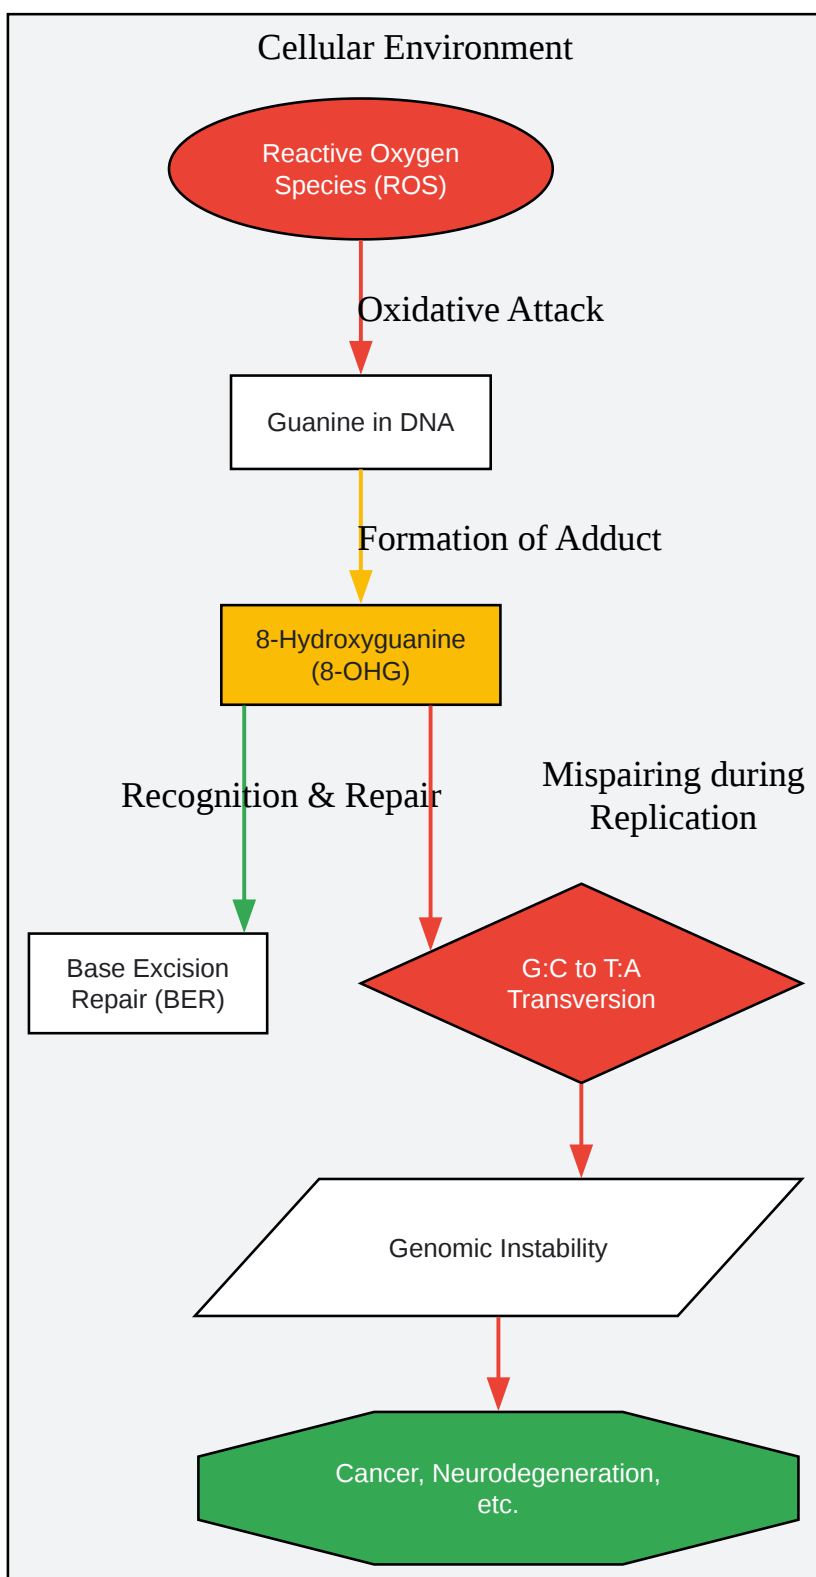 Cellular Environment
Reactive Oxygen
Species (ROS)
Oxidative Attack
Guanine in DNA
Formation of Adduct
8-Hydroxyguanine
(8-OHG)
Recognition & Repair
Mispairing during
Replication
Base Excision
Repair (BER)
G:C to T:A
Transversion
Genomic Instability
Cancer, Neurodegeneration,
etc.